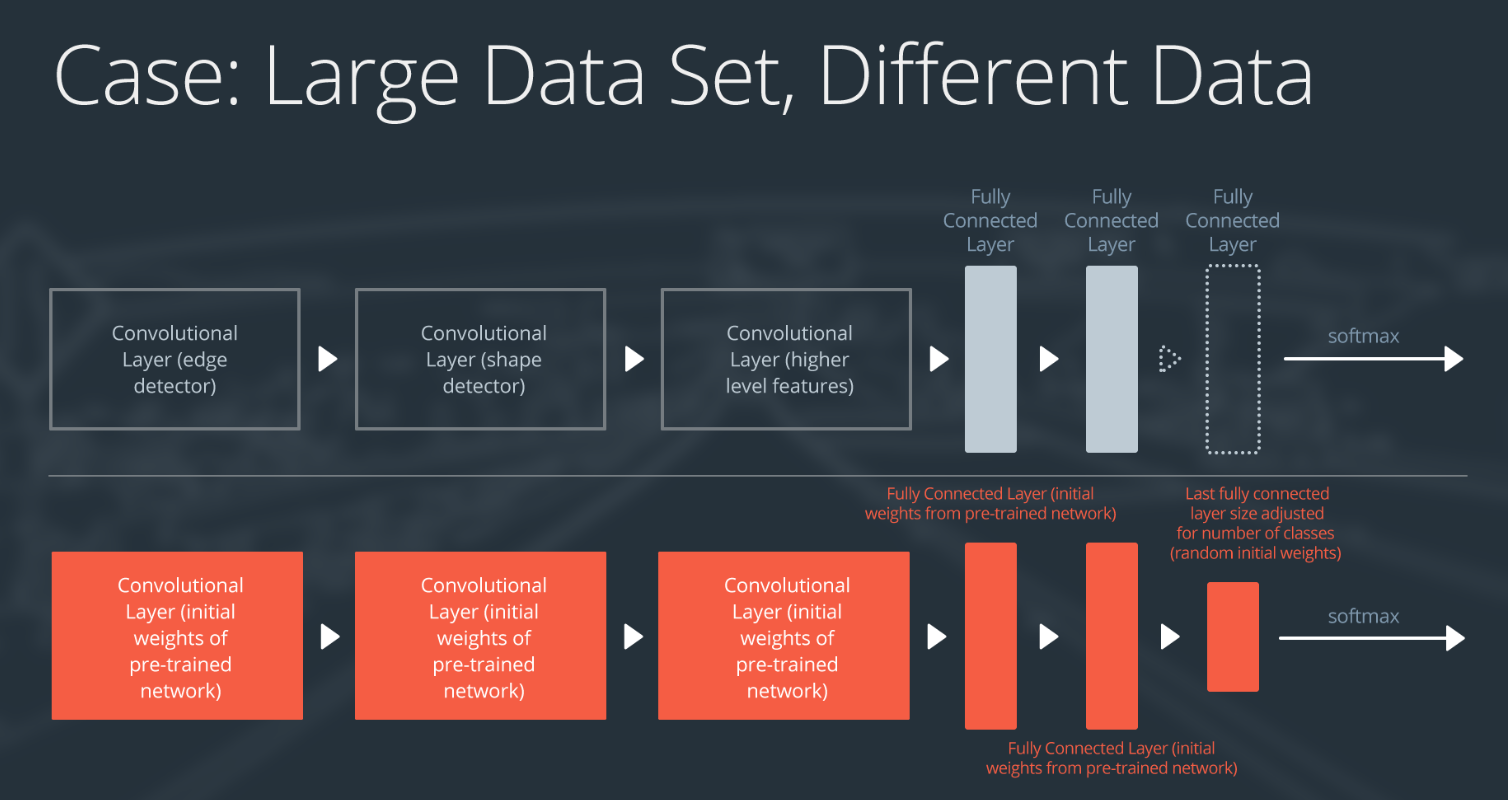 Case: Large Data Set, Different Data
Fully
Connected
Layer
Fully
Connected
Layer
Fully
Connected
Layer
Convolutional
Layer (edge
detector)
Convolutional
Layer (shape
detector)
Convolutional
Layer (higher
level features)
softmax
Fully Connected Layer (initial
weights from pre-trained network)
Last fully connected
layer size adjusted
for number of classes
(random initial weights)
Convolutional
Layer (initial
weights of
pre-trained
network)
Convolutional
Layer (initial
weights of
pre-trained
network)
Convolutional
Layer (initial
weights of
pre-trained
network)
softmax
Fully Connected Layer (initial
weights from pre-trained network)